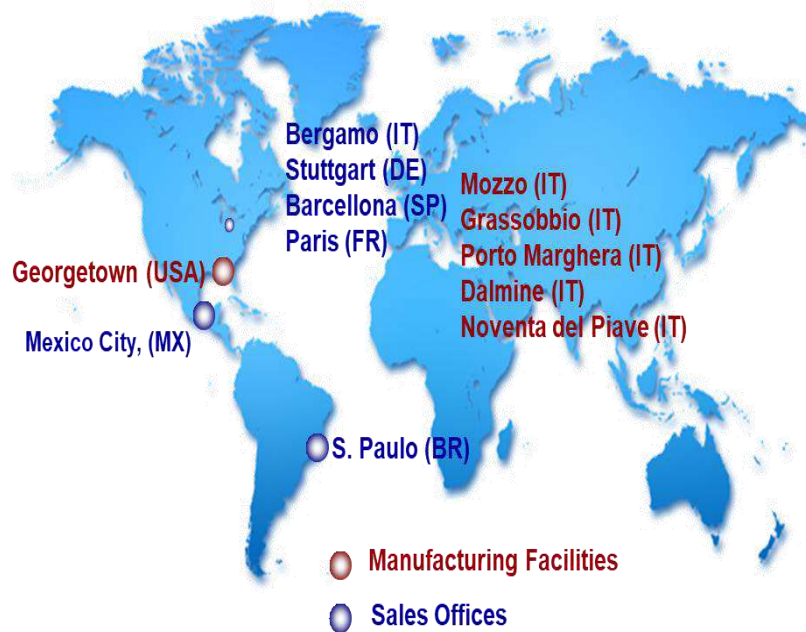 Bergamo (IT)
Stuttgart (DE)
Barcellona (SP)
Paris (FR)
Mozzo (IT)
Grassobbio (IT)
Porto Marghera (IT)
Dalmine (IT)
Noventa del Piave (IT)
Georgetown (USA)
Mexico City, (MX)
S. Paulo (BR)
Manufacturing Facilities
Sales Offices